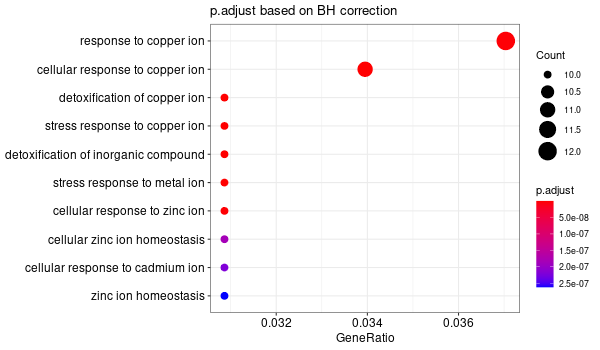 p.adjust based on BH correction
response to copper ion
cellular response to copper ion
detoxification of copper ion
stress response to copper ion
detoxification of inorganic compound
stress response to metal ion
cellular response to zinc ion
cellular zinc ion homeostasis
cellular response to cadmium ion
zinc ion homeostasis
0.032
0.034
0.036
GeneRatio
Count
10.0
10.5
11.0
11.5
12.0
p.adjust
5.0e-08
1.0e-07
1.5e-07
2.0e-07
2.5e-07